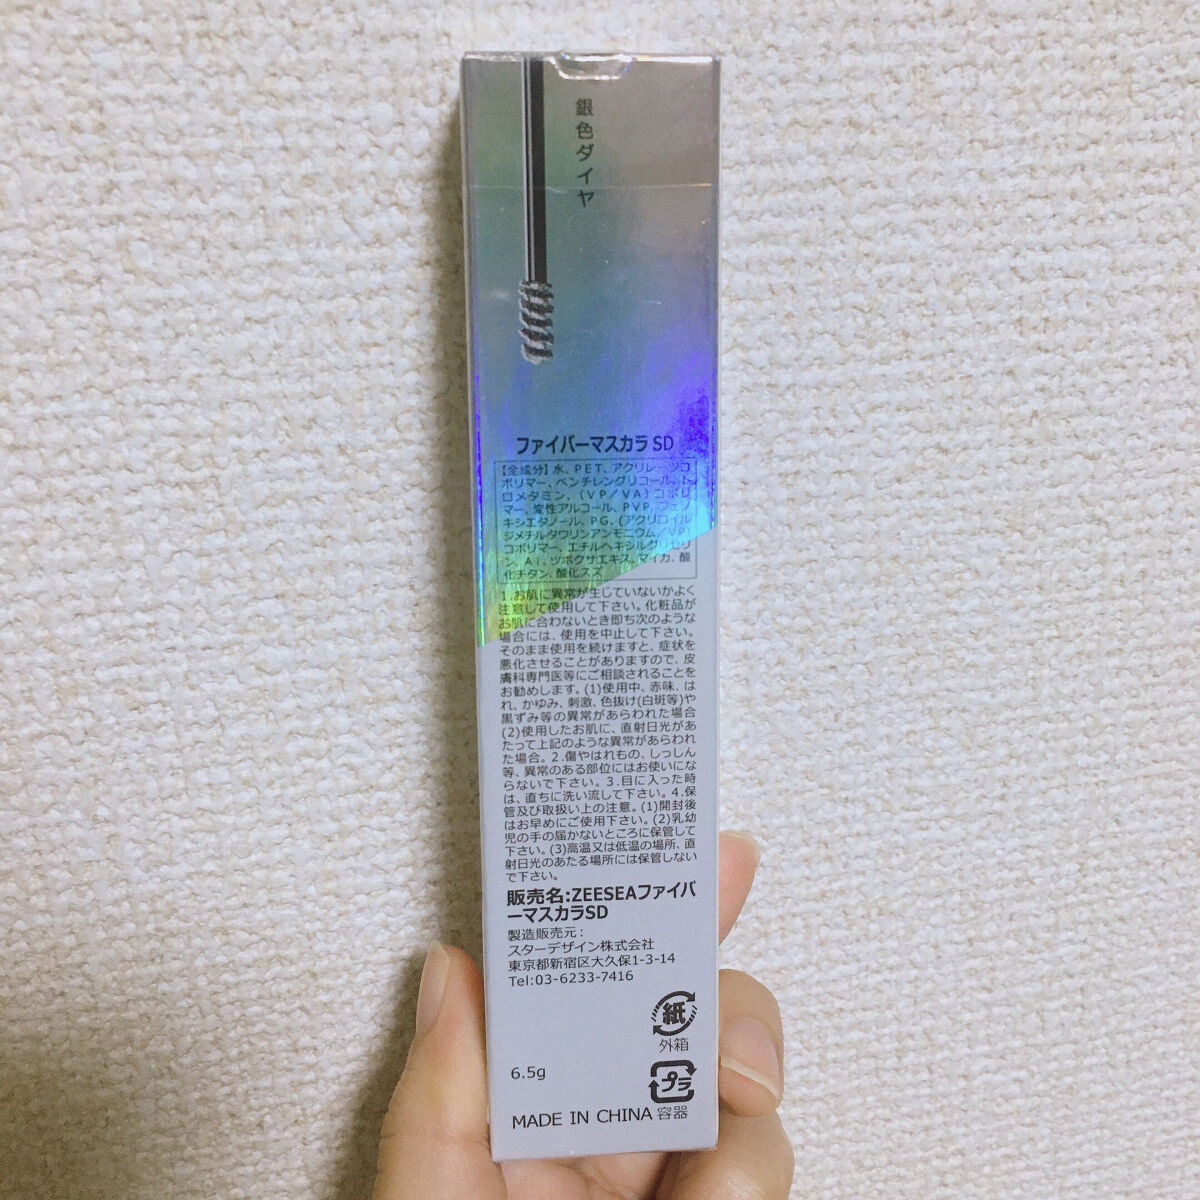 銀色ダイヤ
ファイバーマスカラ SD
【全成分】水、PET、アクリレーツコ
ポリマー、ペンチレングリコール、ト
ロメタミン、(VP/VA)コポリ
マー、変性アルコール、PVP、フェノ
キシエタノール、PG、(アクリロイル
ジメチルタウリンアンモニウム/VP)
コポリマー、エチルヘキシルグリセリ
ン、Al、ツボクサエキス、マイカ、酸
化チタン、酸化スズ
1.お肌に異常が生じていないかよく
注意して使用して下さい。化粧品が
お肌に合わないとき即ち次のような
場合には、使用を中止して下さい。
そのまま使用を続けますと、症状を
悪化させることがありますので、皮
膚科専門医等にご相談されることを
お勧めします。(1)使用中、赤味、は
れ、かゆみ、刺激、色抜け(白斑等)や
黒ずみ等の異常があらわれた場合
(2)使用したお肌に、直射日光があ
たって上記のような異常があらわれ
た場合。2.傷やはれもの、しっしん
等、異常のある部位にはお使いにな
らないで下さい。3.目に入った時
は、直ちに洗い流して下さい。4.保
管及び取扱い上の注意。(1)開封後
はお早めにご使用下さい。(2)乳幼
児の手の届かないところに保管して
下さい。(3)高温又は低温の場所、直
射日光のあたる場所には保管しない
で下さい。
販売名:ZEESEAファイバ
ーマスカラSD
製造販売元:
スターデザイン株式会社
東京都新宿区大久保1-3-14
Tel:03-6233-7416
紙
外箱
6.5g
プラ
MADE IN CHINA 容器